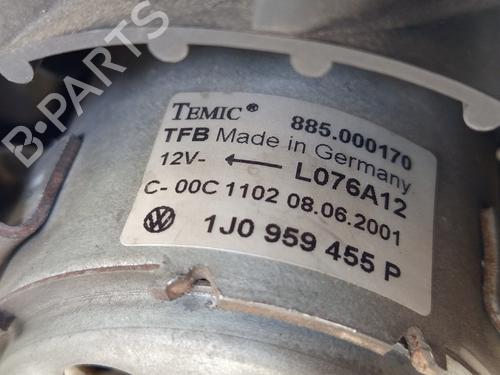 B-PARTS
TEMIC® 885.000170
TFB Made in Germany
12V- ← L076A12
C- 00C 1102 08.06.2001
1J0 959 455 P